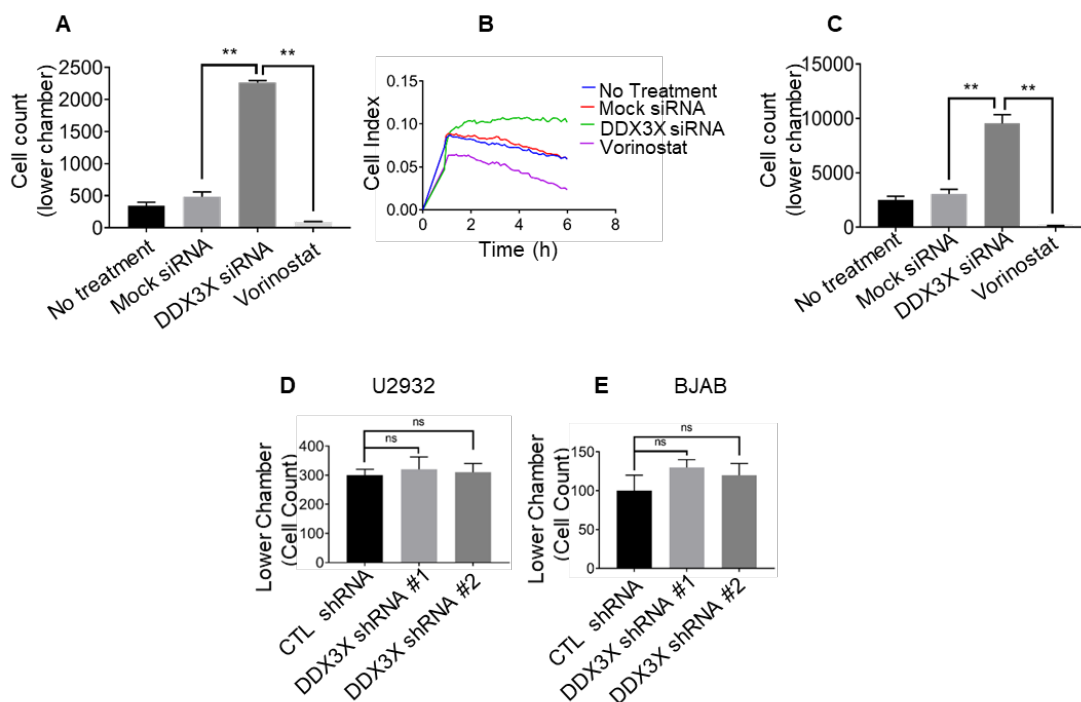 A
Cell count
(lower chamber)
2500
2000
1500
1000
500
0
** **
No treatment
Mock siRNA
DDX3X siRNA
Vorinostat
B
Cell Index
0.15
0.10
0.05
0.00
0 2 4 6 8
Time (h)
No Treatment
Mock siRNA
DDX3X siRNA
Vorinostat
C
Cell count
(lower chamber)
15000
10000
5000
0
** **
No treatment
Mock siRNA
DDX3X siRNA
Vorinostat
D U2932
Lower Chamber
(Cell Count)
400
300
200
100
0
ns
ns
CTL shRNA
DDX3X shRNA #1
DDX3X shRNA #2
E BJAB
Lower Chamber
(Cell Count)
150
100
50
0
ns
ns
CTL shRNA
DDX3X shRNA #1
DDX3X shRNA #2